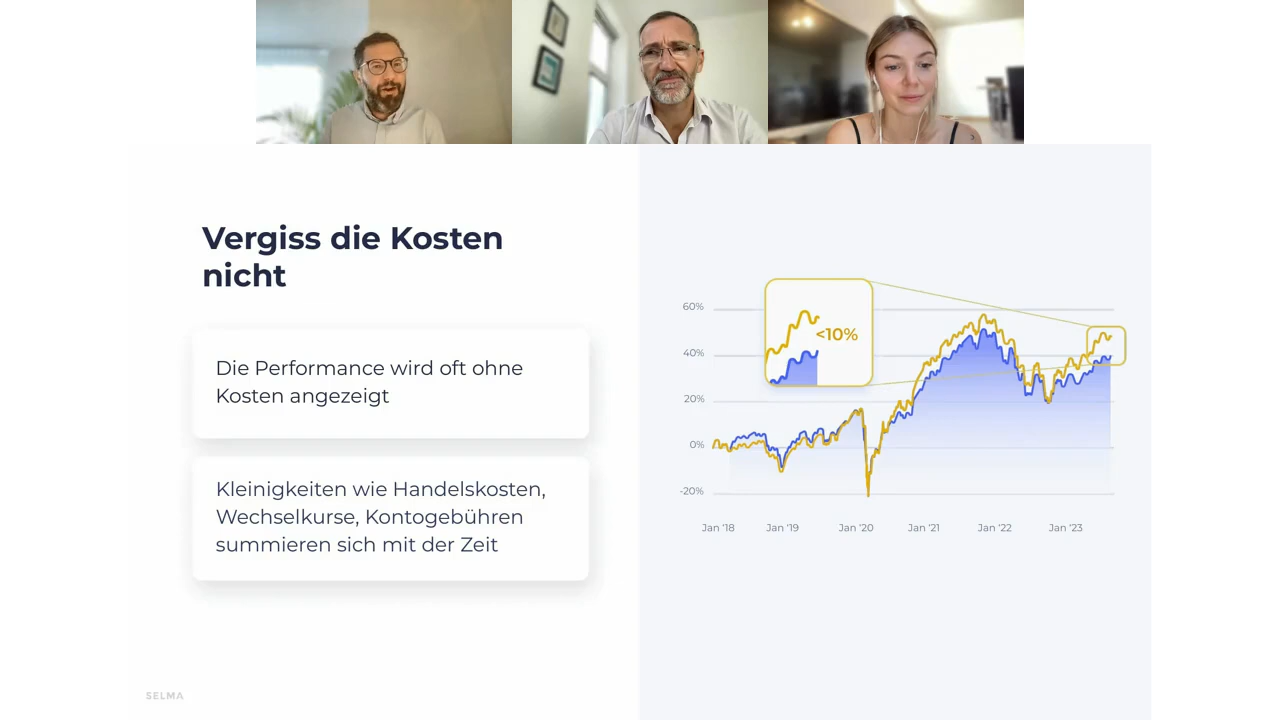 Vergiss die Kosten
nicht
Die Performance wird oft ohne
Kosten angezeigt
Kleinigkeiten wie Handelskosten,
Wechselkurse, Kontogebühren
summieren sich mit der Zeit
60%
40%
20%
0%
-20%
<10%
Jan '18
Jan '19
Jan '20
Jan '21
Jan '22
Jan '23
SELMA